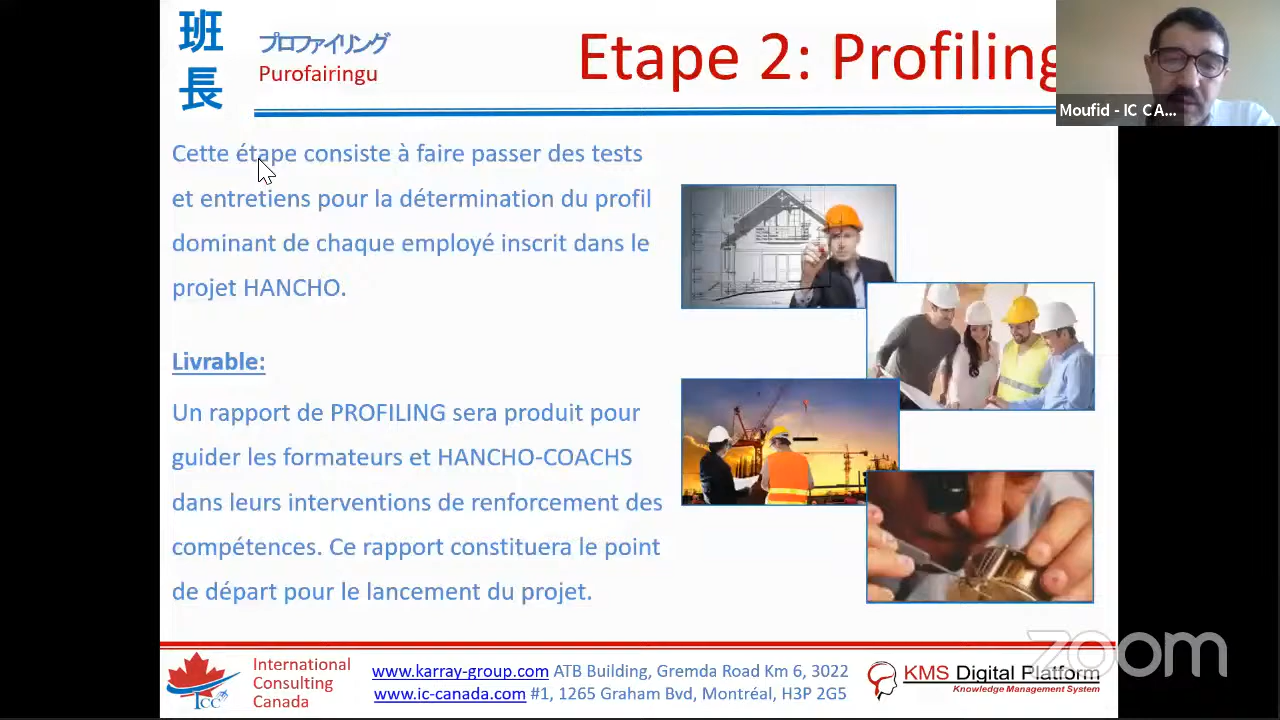 班
長
プロファイリング
Purofairingu
Etape 2: Profiling
Moufid - IC CA...
Cette étape consiste à faire passer des tests
et entretiens pour la détermination du profil
dominant de chaque employé inscrit dans le
projet HANCHO.
Livrable:
Un rapport de PROFILING sera produit pour
guider les formateurs et HANCHO-COACHS
dans leurs interventions de renforcement des
compétences. Ce rapport constituera le point
de départ pour le lancement du projet.
zoom
ICC
International
Consulting
Canada
www.karray-group.com ATB Building, Gremda Road Km 6, 3022
www.ic-canada.com #1, 1265 Graham Bvd, Montréal, H3P 2G5
KMS Digital Platform
Knowledge Management System